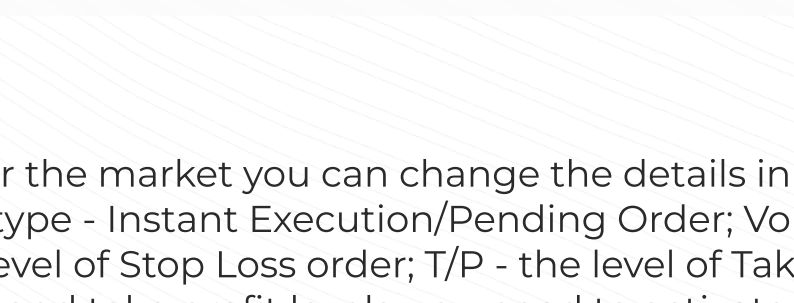 r the market you can change the details in
type - Instant Execution/Pending Order; Vo
evel of Stop Loss order; T/P - the level of Tak